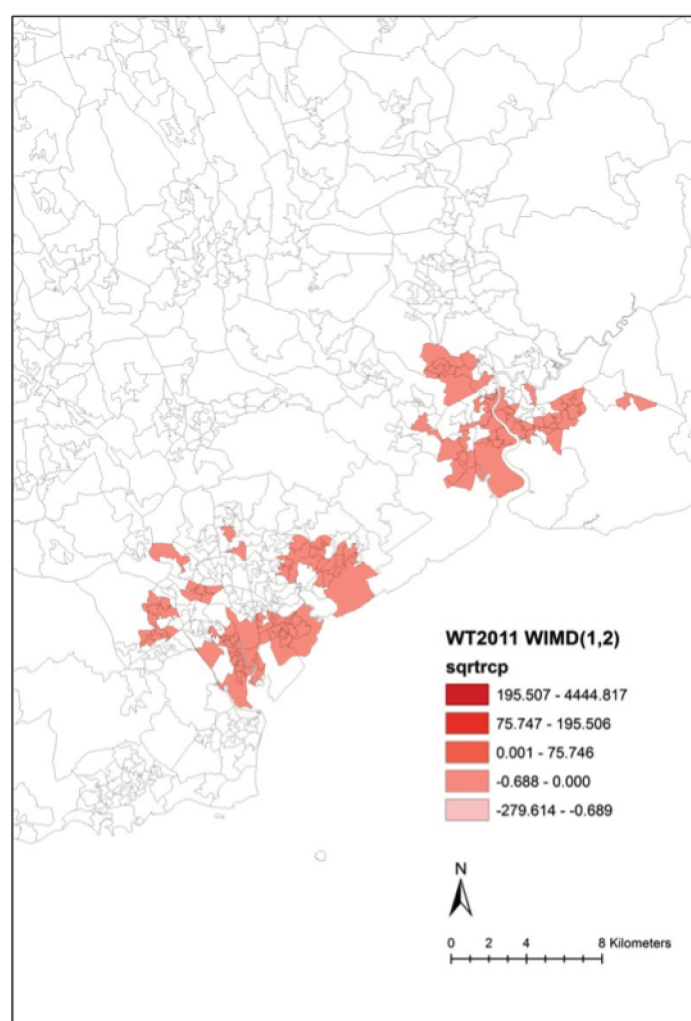 WT2011 WIMD(1,2)
sqrtrcp
195.507 - 4444.817
75.747 - 195.506
0.001 - 75.746
-0.688 - 0.000
-279.614 - -0.689
N
0 2 4 8 Kilometers